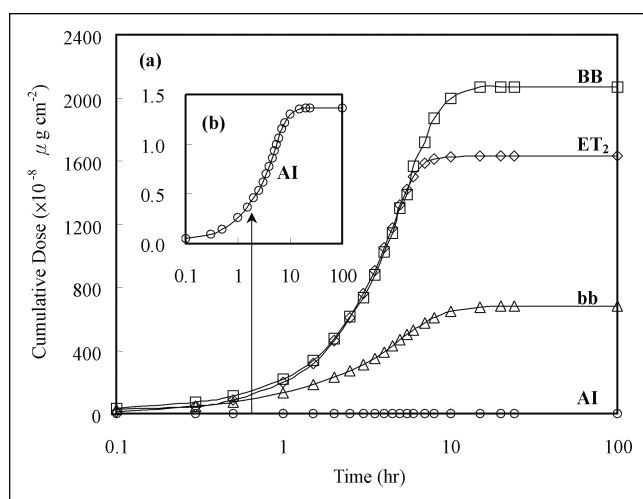 2400
2000
1600
1200
800
400
0
Cumulative Dose (×10⁻⁸ μ g cm⁻²)
(a)
(b)
1.5
1.0
0.5
0.0
0.1
1
10
100
AI
BB
ET₂
bb
AI
0.1
1
10
100
Time (hr)